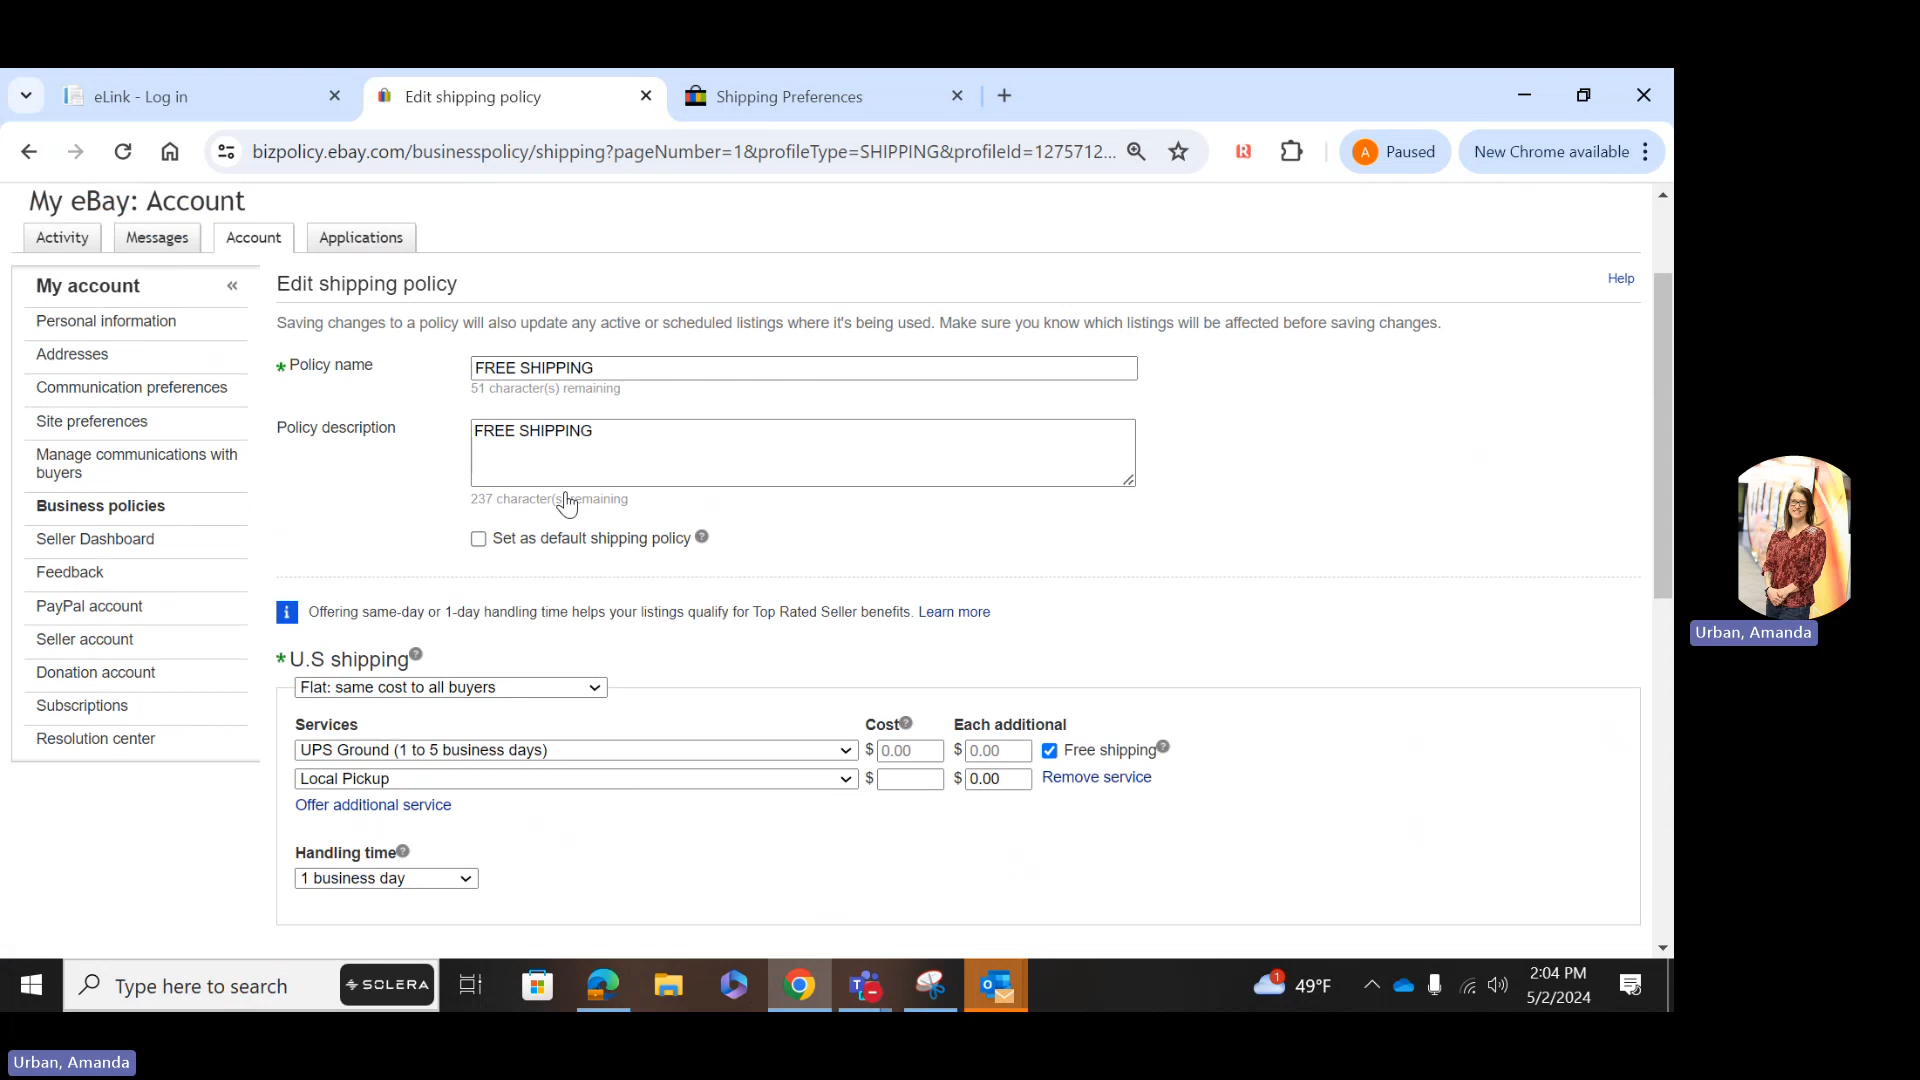 eLink - Log in
Edit shipping policy
Shipping Preferences
bizpolicy.ebay.com/businesspolicy/shipping?pageNumber=1&profileType=SHIPPING&profileId=1275712...
A Paused
New Chrome available
My eBay: Account
Activity
Messages
Account
Applications
My account
«
Personal information
Addresses
Communication preferences
Site preferences
Manage communications with
buyers
Business policies
Seller Dashboard
Feedback
PayPal account
Seller account
Donation account
Subscriptions
Resolution center
Edit shipping policy
Help
Saving changes to a policy will also update any active or scheduled listings where it's being used. Make sure you know which listings will be affected before saving changes.
* Policy name
FREE SHIPPING
51 character(s) remaining
Policy description
FREE SHIPPING
237 character(s) remaining
Set as default shipping policy ?
i Offering same-day or 1-day handling time helps your listings qualify for Top Rated Seller benefits. Learn more
* U.S shipping ?
Flat: same cost to all buyers
Services Cost ? Each additional
UPS Ground (1 to 5 business days) $ 0.00 $ 0.00 Free shipping ?
Local Pickup $ $ 0.00 Remove service
Offer additional service
Handling time ?
1 business day
Type here to search
SOLERA
1
49°F
2:04 PM
5/2/2024
Urban, Amanda
Urban, Amanda